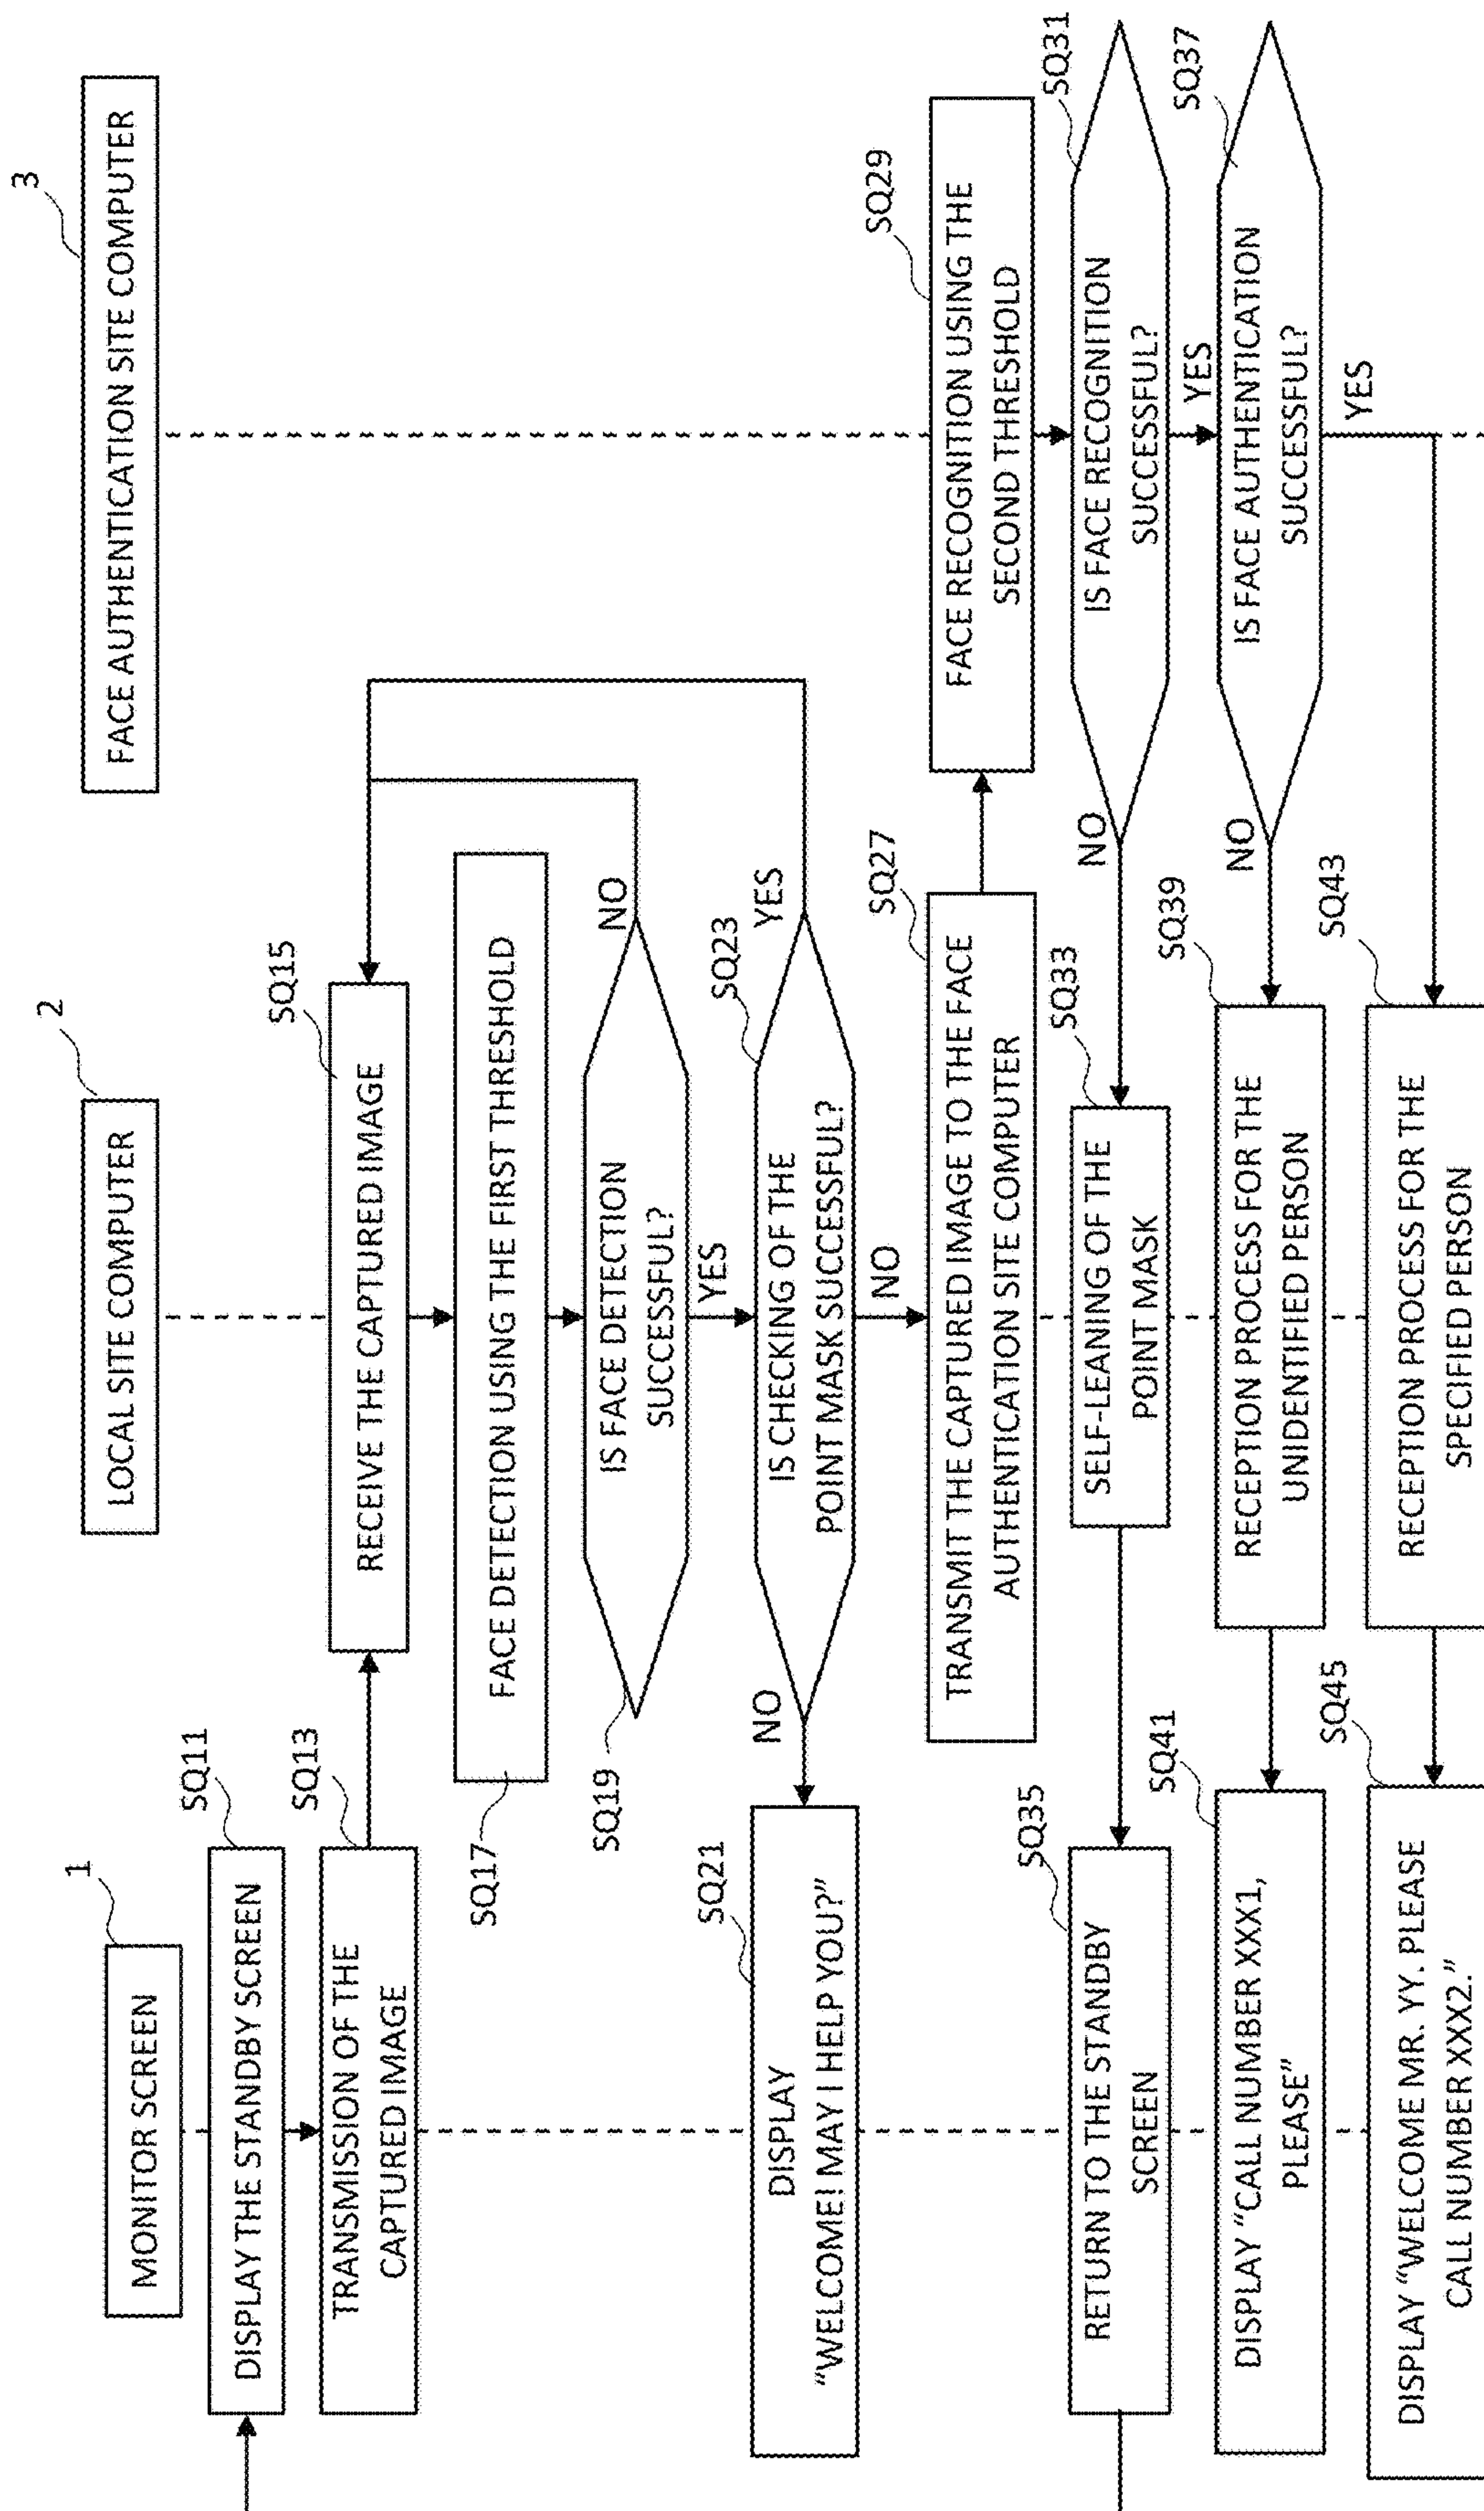 1
MONITOR SCREEN
2
LOCAL SITE COMPUTER
3
FACE AUTHENTICATION SITE COMPUTER
SQ11
DISPLAY THE STANDBY SCREEN
SQ13
TRANSMISSION OF THE
CAPTURED IMAGE
SQ15
RECEIVE THE CAPTURED IMAGE
SQ17
FACE DETECTION USING THE FIRST THRESHOLD
SQ19
IS FACE DETECTION
SUCCESSFUL?
NO
YES
SQ21
DISPLAY
“WELCOME! MAY I HELP YOU?”
NO
SQ23
IS CHECKING OF THE
POINT MASK SUCCESSFUL?
YES
NO
SQ27
TRANSMIT THE CAPTURED IMAGE TO THE FACE
AUTHENTICATION SITE COMPUTER
SQ29
FACE RECOGNITION USING THE
SECOND THRESHOLD
SQ31
IS FACE RECOGNITION
SUCCESSFUL?
NO
YES
SQ33
SELF-LEANING OF THE
POINT MASK
SQ35
RETURN TO THE STANDBY
SCREEN
SQ37
IS FACE AUTHENTICATION
SUCCESSFUL?
NO
YES
SQ39
RECEPTION PROCESS FOR THE
UNIDENTIFIED PERSON
SQ41
DISPLAY “CALL NUMBER XXX1,
PLEASE”
SQ43
RECEPTION PROCESS FOR THE
SPECIFIED PERSON
SQ45
DISPLAY “WELCOME MR. YY. PLEASE
CALL NUMBER XXX2.”